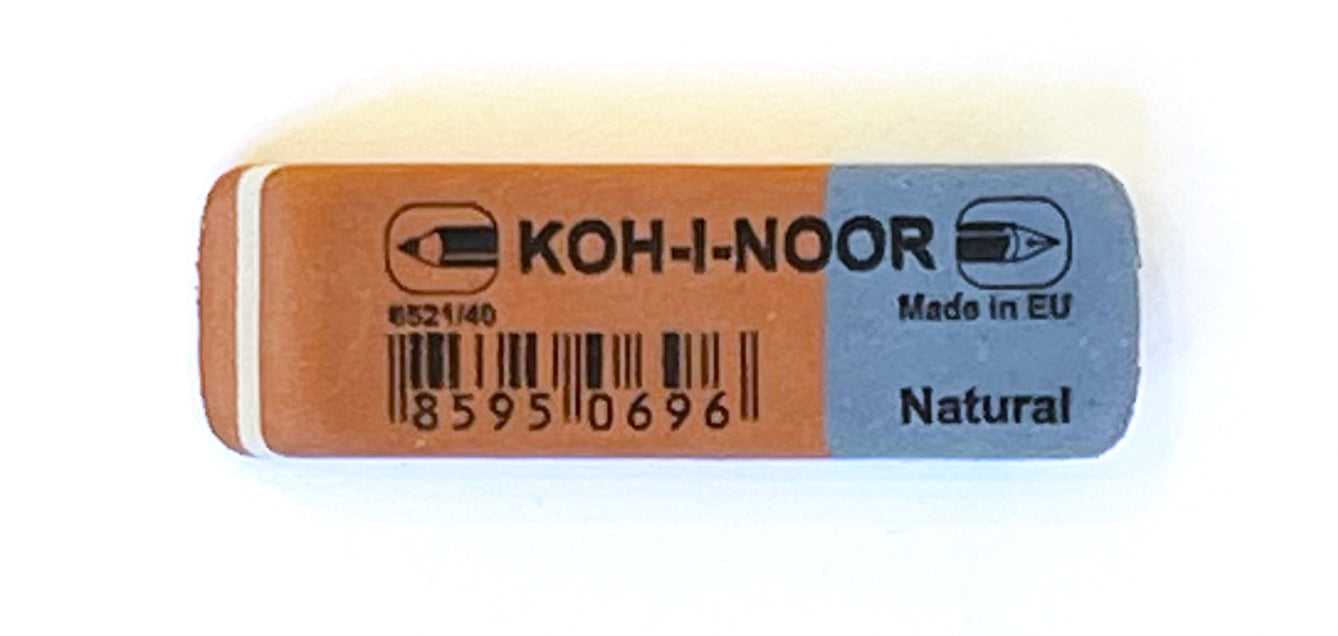 KOH-I-NOOR
6521/40
Made in EU
8595 0696
Natural